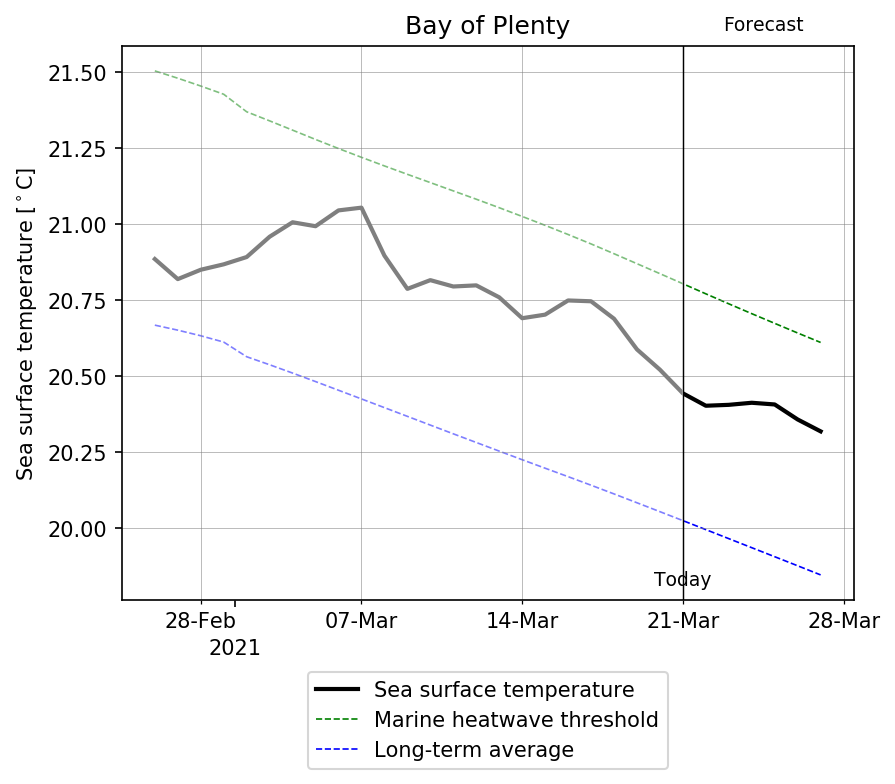 Bay of Plenty
Forecast
Sea surface temperature [°C]
21.50
21.25
21.00
20.75
20.50
20.25
20.00
Today
28-Feb
07-Mar
14-Mar
21-Mar
28-Mar
2021
Sea surface temperature
Marine heatwave threshold
Long-term average